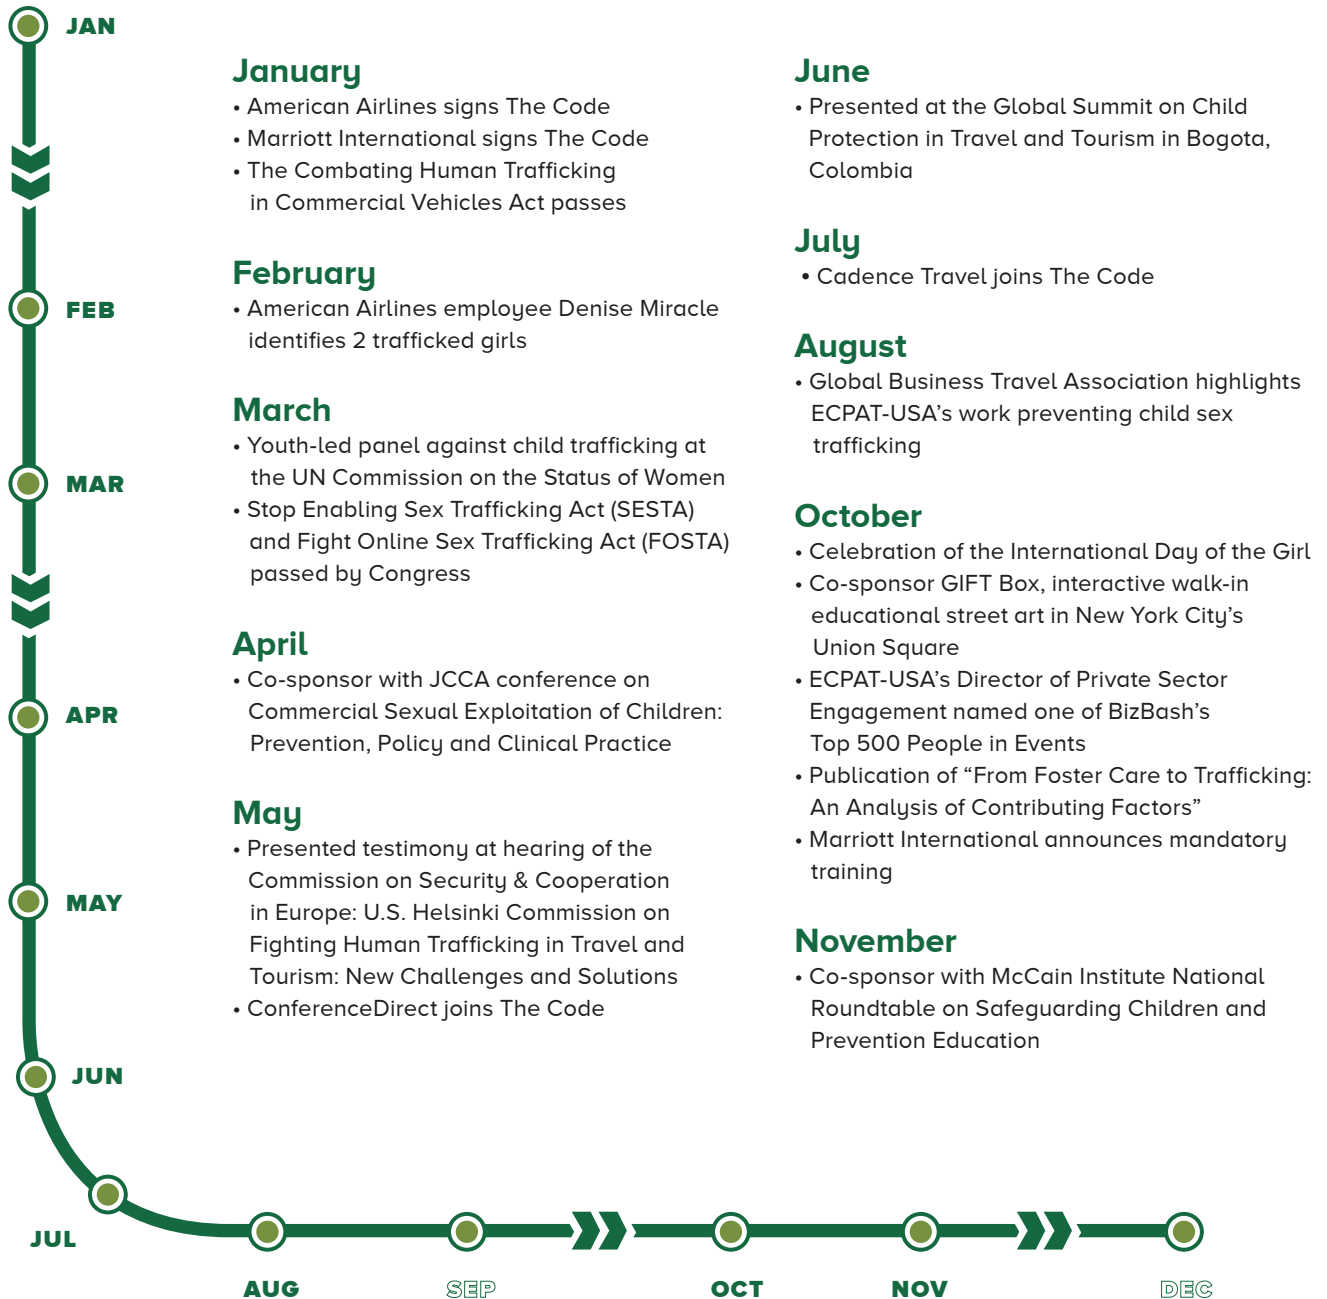 JAN
FEB
MAR
APR
MAY
JUN
JUL
AUG
SEP
OCT
NOV
DEC
January
• American Airlines signs The Code
• Marriott International signs The Code
• The Combating Human Trafficking
in Commercial Vehicles Act passes
February
• American Airlines employee Denise Miracle
identifies 2 trafficked girls
March
• Youth-led panel against child trafficking at
the UN Commission on the Status of Women
• Stop Enabling Sex Trafficking Act (SESTA)
and Fight Online Sex Trafficking Act (FOSTA)
passed by Congress
April
• Co-sponsor with JCCA conference on
Commercial Sexual Exploitation of Children:
Prevention, Policy and Clinical Practice
May
• Presented testimony at hearing of the
Commission on Security & Cooperation
in Europe: U.S. Helsinki Commission on
Fighting Human Trafficking in Travel and
Tourism: New Challenges and Solutions
• ConferenceDirect joins The Code
June
• Presented at the Global Summit on Child
Protection in Travel and Tourism in Bogota,
Colombia
July
• Cadence Travel joins The Code
August
• Global Business Travel Association highlights
ECPAT-USA’s work preventing child sex
trafficking
October
• Celebration of the International Day of the Girl
• Co-sponsor GIFT Box, interactive walk-in
educational street art in New York City’s
Union Square
• ECPAT-USA’s Director of Private Sector
Engagement named one of BizBash’s
Top 500 People in Events
• Publication of “From Foster Care to Trafficking:
An Analysis of Contributing Factors”
• Marriott International announces mandatory
training
November
• Co-sponsor with McCain Institute National
Roundtable on Safeguarding Children and
Prevention Education